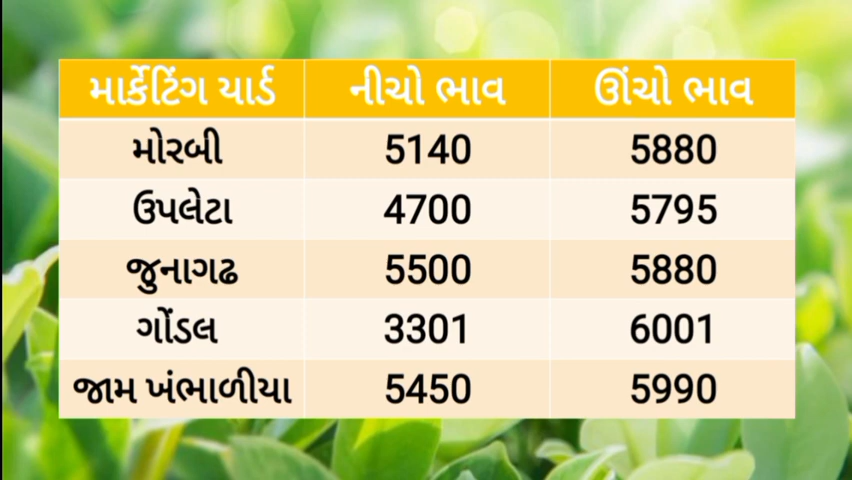 માર્કેટિંગ યાર્ડ નીચો ભાવ ઊંચો ભાવ
મોરબી 5140 5880
ઉપલેટા 4700 5795
જુનાગઢ 5500 5880
ગોંડલ 3301 6001
જામ ખંભાળીયા 5450 5990